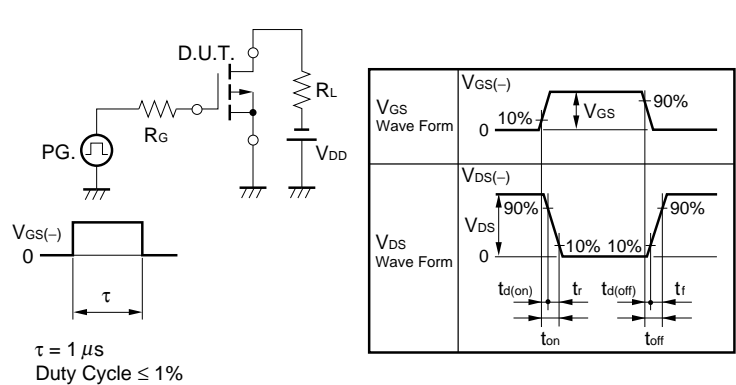 D.U.T.
RL
RG
PG.
VDD
VGS(−)
0
τ
τ = 1 μs
Duty Cycle ≤ 1%
VGS
Wave Form
VGS(−)
10%
VGS
90%
0
VDS
Wave Form
VDS(−)
90%
VDS
10% 10%
90%
0
td(on) tr td(off) tf
ton toff